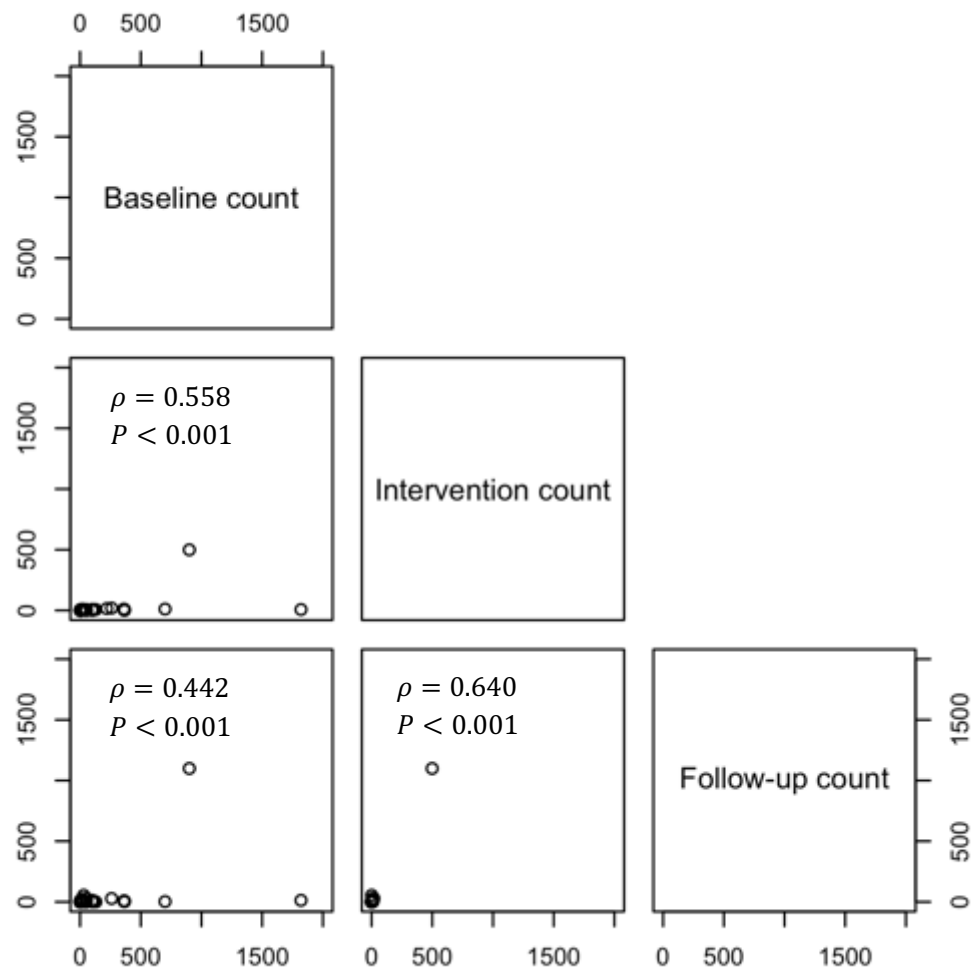 0 500 1500
1500
500
0
Baseline count
1500
500
0
ρ = 0.558
P < 0.001
Intervention count
1500
500
0
ρ = 0.442
P < 0.001
ρ = 0.640
P < 0.001
Follow-up count
1500
500
0
0 500 1500 0 500 1500 0 500 1500